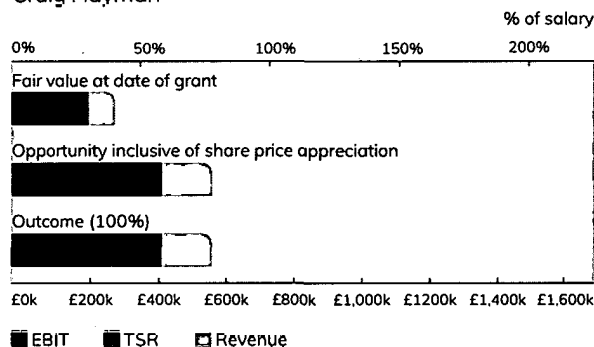 % of salary
0% 50% 100% 150% 200%
Fair value at date of grant
Opportunity inclusive of share price appreciation
Outcome (100%)
£0k £200k £400k £600k £800k £1,000k £1200k £1,400k £1,600k
EBIT TSR Revenue